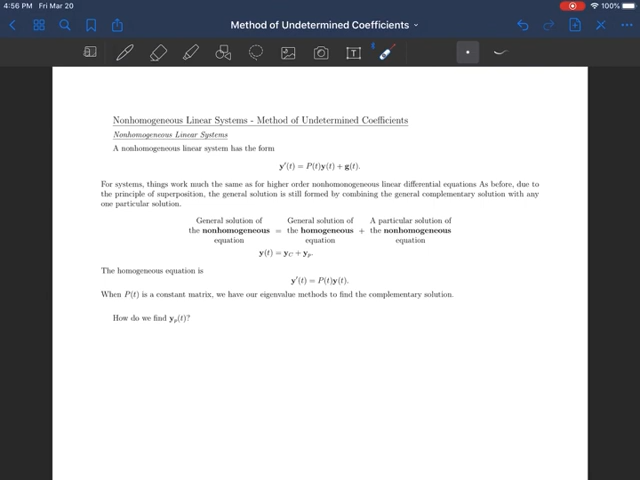 4:56 PM Fri Mar 20
100%
Method of Undetermined Coefficients
Nonhomogeneous Linear Systems - Method of Undetermined Coefficients
Nonhomogeneous Linear Systems
A nonhomogeneous linear system has the form
y′(t) = P(t)y(t) + g(t).
For systems, things work much the same as for higher order nonhomonogeneous linear differential equations As before, due to
the principle of superposition, the general solution is still formed by combining the general complementary solution with any
one particular solution.
General solution of General solution of A particular solution of
the nonhomogeneous = the homogeneous + the nonhomogeneous
equation equation equation
y(t) = y_C + y_p.
The homogeneous equation is
y′(t) = P(t)y(t).
When P(t) is a constant matrix, we have our eigenvalue methods to find the complementary solution.
How do we find y_p(t)?